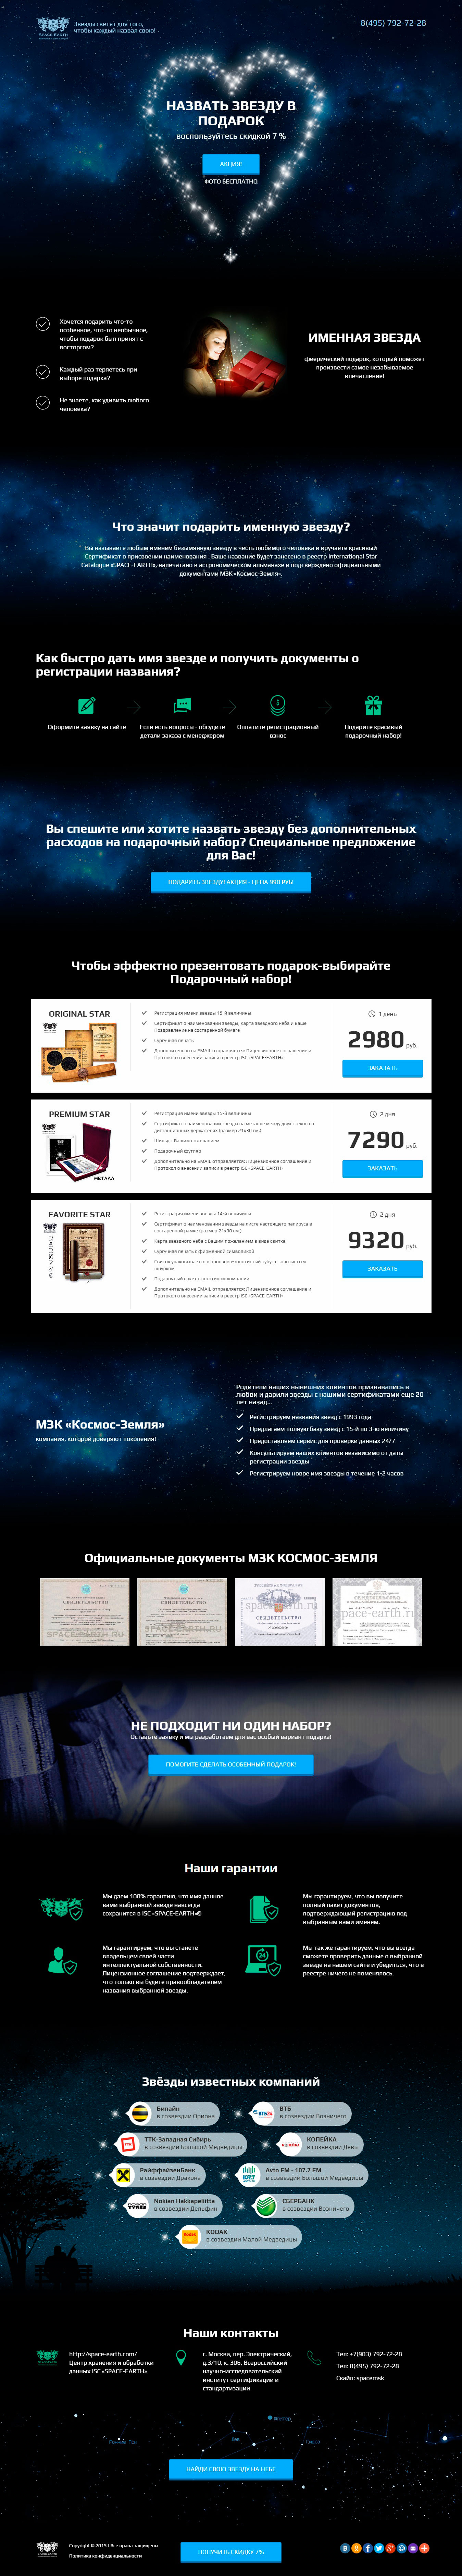 SPACE-EARTH
Звезды светят для того,
чтобы каждый назвал свою!
8(495) 792-72-28
НАЗВАТЬ ЗВЕЗДУ В
ПОДАРОК
воспользуйтесь скидкой 7 %
АКЦИЯ!
ФОТО БЕСПЛАТНО
Хочется подарить что-то
особенное, что-то необычное,
чтобы подарок был принят с
восторгом?
Каждый раз теряетесь при
выборе подарка?
Не знаете, как удивить любого
человека?
ИМЕННАЯ ЗВЕЗДА
фееричeский подарок, который поможет
произвести самое незабываемое
впечатление!
Что значит подарить именную звезду?
Вы называете любым именем безымянную звезду в честь любимого человека и вручаете красивый
Сертификат о присвоении наименования . Ваше название будет занесено в реестр International Star
Catalogue «SPACE-EARTH», напечатано в астрономическом альманахе и подтверждено официальными
документами МЗК «Космос-Земля».
Как быстро дать имя звезде и получить документы о
регистрации названия?
Оформите заявку на сайте
Если есть вопросы - обсудите
детали заказа с менеджером
Оплатите регистрационный
взнос
Подарите красивый
подарочный набор!
Вы спешите или хотите назвать звезду без дополнительных
расходов на подарочный набор? Специальное предложение
для Вас!
ПОДАРИТЬ ЗВЕЗДУ! АКЦИЯ - ЦЕНА 990 РУБ!
Чтобы эффектно презентовать подарок-выбирайте
Подарочный набор!
ORIGINAL STAR
Регистрация имени звезды 15-й величины
Сертификат о наименовании звезды, Карта звездного неба и Ваше
Поздравление на состаренной бумаге
Сургучная печать
Дополнительно на EMAIL отправляется: Лицензионное соглашение и
Протокол о внесении записи в реестр ISC «SPACE-EARTH»
1 день
2980 руб.
ЗАКАЗАТЬ
PREMIUM STAR
МЕТАЛЛ
Регистрация имени звезды 15-й величины
Сертификат о наименовании звезды на металле между двух стекол на
дистанционных держателях (размер 21х30 см.)
Шильд с Вашим пожеланием
Подарочный футляр
Дополнительно на EMAIL отправляется: Лицензионное соглашение и
Протокол о внесении записи в реестр ISC «SPACE-EARTH»
2 дня
7290 руб.
ЗАКАЗАТЬ
FAVORITE STAR
ПАПИРУС
Регистрация имени звезды 14-й величины
Сертификат о наименовании звезды на листе настоящего папируса в
состаренной рамке (размер 21х30 см.)
Карта звездного неба с Вашим пожеланием в виде свитка
Сургучная печать с фирменной символикой
Свиток упаковывается в бронзово-золотистый тубус с золотистым
шнурком
Подарочный пакет с логотипом компании
Дополнительно на EMAIL отправляется: Лицензионное соглашение и
Протокол о внесении записи в реестр ISC «SPACE-EARTH»
2 дня
9320 руб.
ЗАКАЗАТЬ
МЗК «Космос-Земля»
компания, которой доверяют поколения!
Родители наших нынешних клиентов признавались в
любви и дарили звезды с нашими сертификатами еще 20
лет назад...
Регистрируем названия звезд с 1993 года
Предлагаем полную базу звезд с 15-й по 3-ю величину
Предоставляем сервис для проверки данных 24/7
Консультируем наших клиентов независимо от даты
регистрации звезды
Регистрируем новое имя звезды в течение 1-2 часов
Официальные документы МЗК КОСМОС-ЗЕМЛЯ
СВИДЕТЕЛЬСТВО
SPACE-EARTH.RU
СВИДЕТЕЛЬСТВО
SPACE-EARTH.RU
РОССИЙСКАЯ ФЕДЕРАЦИЯ
space-earth.ru
СВИДЕТЕЛЬСТВО
СВИДЕТЕЛЬСТВО
space-earth.ru
НЕ ПОДХОДИТ НИ ОДИН НАБОР?
Оставьте заявку и мы разработаем для вас особый вариант подарка!
ПОМОГИТЕ СДЕЛАТЬ ОСОБЕННЫЙ ПОДАРОК!
Наши гарантии
Мы даем 100% гарантию, что имя данное
вами выбранной звезде навсегда
сохранится в ISC «SPACE-EARTH»®
Мы гарантируем, что вы получите
полный пакет документов,
подтверждающий регистрацию под
выбранным вами именем.
Мы гарантируем, что вы станете
владельцем своей части
интеллектуальной собственности.
Лицензионное соглашение подтверждает,
что только вы будете правообладателем
названия выбранной звезды.
24
Мы так же гарантируем, что вы всегда
сможете проверить данные о выбранной
звезде на нашем сайте и убедиться, что в
реестре ничего не поменялось.
Звёзды известных компаний
Билайн
в созвездии Ориона
ВТБ24
ВТБ
в созвездии Возничего
ТТК-Западная Сибирь
в созвездии Большой Медведицы
КОПЕЙКА
КОПЕЙКА
в созвездии Девы
РайффайзенБанк
в созвездии Дракона
107.7
Avto FM - 107.7 FM
в созвездии Большой Медведицы
NOKIAN TYRES
Nokian Hakkapeliitta
в созвездии Дельфин
СБЕРБАНК
в созвездии Возничего
Kodak
KODAK
в созвездии Малой Медведицы
Наши контакты
http://space-earth.com/
Центр хранения и обработки
данных ISC «SPACE-EARTH»
г. Москва, пер. Электрический,
д.3/10, к. 306, Всероссийский
научно-исследовательский
институт сертификации и
стандартизации
Тел: +7(903) 792-72-28
Тел: 8(495) 792-72-28
Скайп: spacemsk
НАЙДИ СВОЮ ЗВЕЗДУ НА НЕБЕ
Copyright © 2015 | Все права защищены
Политика конфиденциальности
ПОЛУЧИТЬ СКИДКУ 7%